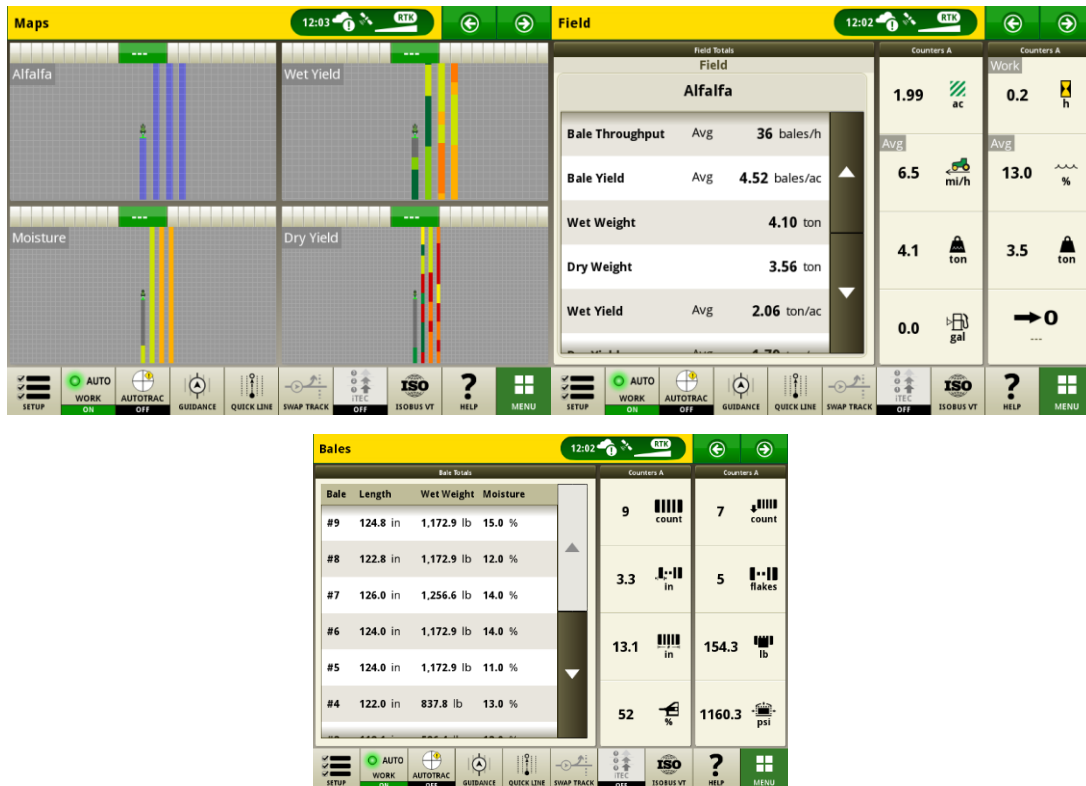 Maps
12:03
RTK
---
---
Alfalfa
Wet Yield
---
---
Moisture
Dry Yield
SETUP
AUTO
WORK
ON
AUTOTRAC
OFF
GUIDANCE
QUICK LINE
SWAP TRACK
iTEC
OFF
ISO
ISOBUS VT
?
HELP
MENU
Field
12:02
RTK
Field Totals
Counters A
Counters A
Field
Alfalfa
Bale Throughput Avg 36 bales/h
Bale Yield Avg 4.52 bales/ac
Wet Weight 4.10 ton
Dry Weight 3.56 ton
Wet Yield Avg 2.06 ton/ac
1.99 ac
Work
0.2 h
Avg
6.5 mi/h
Avg
13.0 %
4.1 ton
3.5 ton
0.0 gal
0
---
SETUP
AUTO
WORK
ON
AUTOTRAC
OFF
GUIDANCE
QUICK LINE
SWAP TRACK
iTEC
OFF
ISO
ISOBUS VT
?
HELP
MENU
Bales
12:02
RTK
Bale Totals
Counters A
Counters A
Bale Length Wet Weight Moisture
#9 124.8 in 1,172.9 lb 15.0 %
#8 122.8 in 1,172.9 lb 12.0 %
#7 126.0 in 1,256.6 lb 14.0 %
#6 124.0 in 1,172.9 lb 14.0 %
#5 124.0 in 1,172.9 lb 11.0 %
#4 122.0 in 837.8 lb 13.0 %
9 count
7 count
3.3 in
5 flakes
13.1 in
154.3 lb
52 %
1160.3 psi
SETUP
AUTO
WORK
ON
AUTOTRAC
OFF
GUIDANCE
QUICK LINE
SWAP TRACK
iTEC
OFF
ISO
ISOBUS VT
?
HELP
MENU